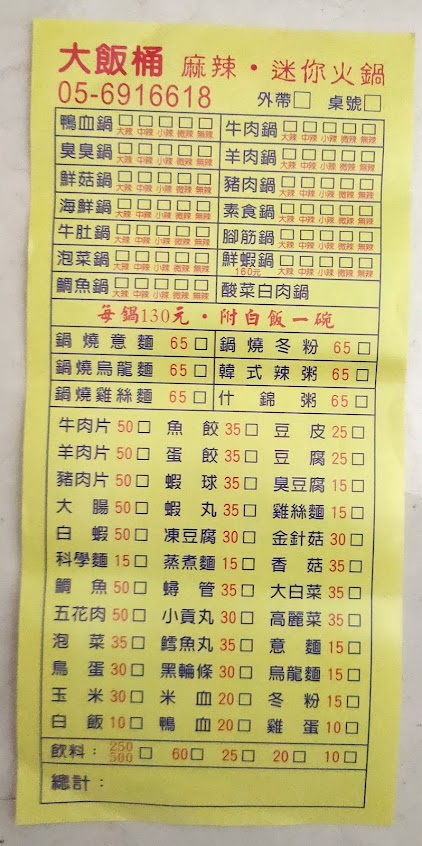 大飯桶 麻辣·迷你火鍋
05-6916618 外帶□ 桌號□
鴨血鍋 □大辣 □中辣 □小辣 □微辣 □無辣 牛肉鍋 □大辣 □中辣 □小辣 □微辣 □無辣
臭臭鍋 □大辣 □中辣 □小辣 □微辣 □無辣 羊肉鍋 □大辣 □中辣 □小辣 □微辣 □無辣
鮮菇鍋 □大辣 □中辣 □小辣 □微辣 □無辣 豬肉鍋 □大辣 □中辣 □小辣 □微辣 □無辣
海鮮鍋 □大辣 □中辣 □小辣 □微辣 □無辣 素食鍋 □大辣 □中辣 □小辣 □微辣 □無辣
牛肚鍋 □大辣 □中辣 □小辣 □微辣 □無辣 腳筋鍋 □大辣 □中辣 □小辣 □微辣 □無辣
泡菜鍋 □大辣 □中辣 □小辣 □微辣 □無辣 鮮蝦鍋 160元 □大辣 □中辣 □小辣 □微辣 □無辣
鯛魚鍋 □大辣 □中辣 □小辣 □微辣 □無辣 酸菜白肉鍋
每鍋130元·附白飯一碗
鍋燒意麵 65□ 鍋燒冬粉 65□
鍋燒烏龍麵 65□ 韓式辣粥 65□
鍋燒雞絲麵 65□ 什錦粥 65□
牛肉片 50□ 魚餃 35□ 豆皮 25□
羊肉片 50□ 蛋餃 35□ 豆腐 25□
豬肉片 50□ 蝦球 35□ 臭豆腐 15□
大腸 50□ 蝦丸 35□ 雞絲麵 15□
白蝦 50□ 凍豆腐 30□ 金針菇 30□
科學麵 15□ 蒸煮麵 15□ 香菇 35□
鯛魚 50□ 蟳管 35□ 大白菜 35□
五花肉 50□ 小貢丸 30□ 高麗菜 35□
泡菜 35□ 鱈魚丸 35□ 意麵 15□
鳥蛋 30□ 黑輪條 30□ 烏龍麵 15□
玉米 30□ 米血 20□ 冬粉 15□
白飯 10□ 鴨血 20□ 雞蛋 10□
飲料： 250 500 □ 60□ 25□ 20□ 10□
總計：